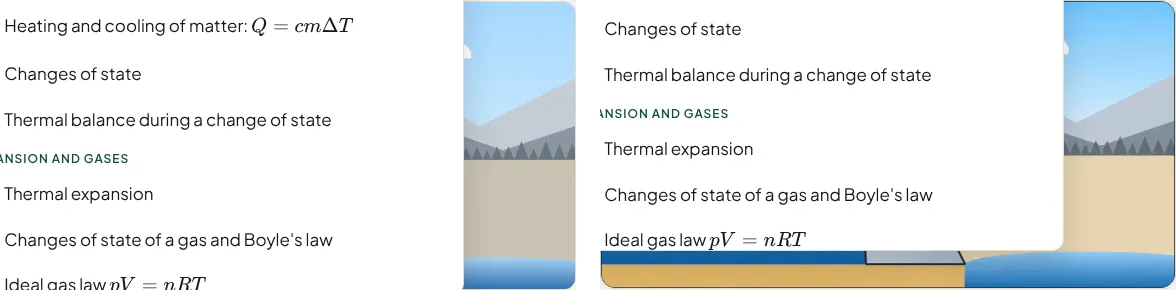 Heating and cooling of matter: Q = cmΔT
Changes of state
Thermal balance during a change of state
ANSION AND GASES
Thermal expansion
Changes of state of a gas and Boyle's law
Ideal gas law pV = nRT
Changes of state
Thermal balance during a change of state
ANSION AND GASES
Thermal expansion
Changes of state of a gas and Boyle's law
Ideal gas law pV = nRT